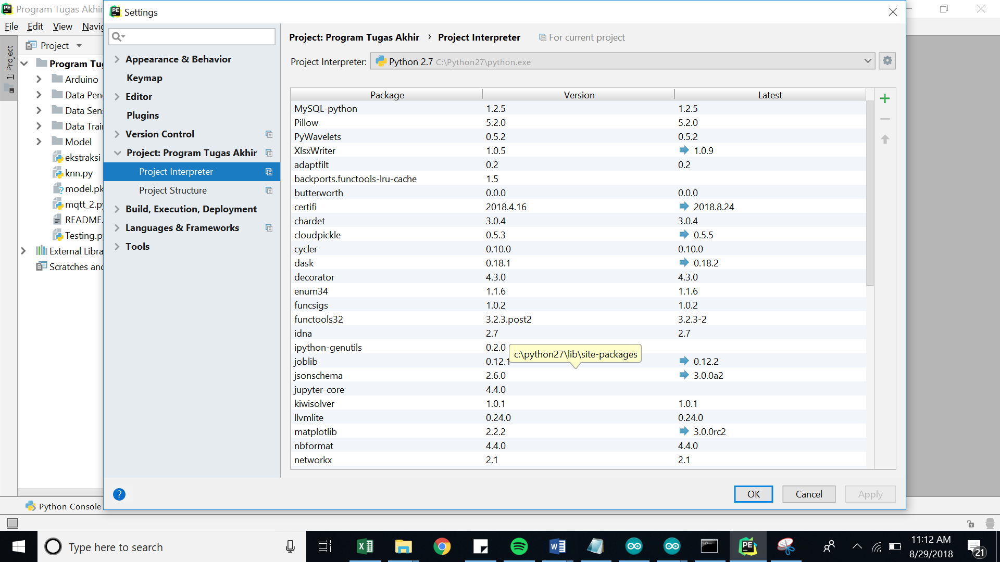 Program Tugas Akhir
File Edit View Navig
Project
1: Project
Program Tug
Arduino
Data Peng
Data Sens
Data Train
Model
ekstraksi
knn.py
model.pk
mqtt_2.py
README.
Testing.py
External Libra
Scratches and
Python Console
Settings
Appearance & Behavior
Keymap
Editor
Plugins
Version Control
Project: Program Tugas Akhir
Project Interpreter
Project Structure
Build, Execution, Deployment
Languages & Frameworks
Tools
Project: Program Tugas Akhir › Project Interpreter For current project
Project Interpreter: Python 2.7 C:\Python27\python.exe
Package Version Latest
MySQL-python 1.2.5 1.2.5
Pillow 5.2.0 5.2.0
PyWavelets 0.5.2 0.5.2
XlsxWriter 1.0.5 1.0.9
adaptfilt 0.2 0.2
backports.functools-lru-cache 1.5
butterworth 0.0.0 0.0.0
certifi 2018.4.16 2018.8.24
chardet 3.0.4 3.0.4
cloudpickle 0.5.3 0.5.5
cycler 0.10.0 0.10.0
dask 0.18.1 0.18.2
decorator 4.3.0 4.3.0
enum34 1.1.6 1.1.6
funcsigs 1.0.2 1.0.2
functools32 3.2.3.post2 3.2.3-2
idna 2.7 2.7
ipython-genutils 0.2.0
c:\python27\lib\site-packages
joblib 0.12.1 0.12.2
jsonschema 2.6.0 3.0.0a2
jupyter-core 4.4.0
kiwisolver 1.0.1 1.0.1
llvmlite 0.24.0 0.24.0
matplotlib 2.2.2 3.0.0rc2
nbformat 4.4.0 4.4.0
networkx 2.1 2.1
? OK Cancel Apply
Type here to search
11:12 AM
8/29/2018
21